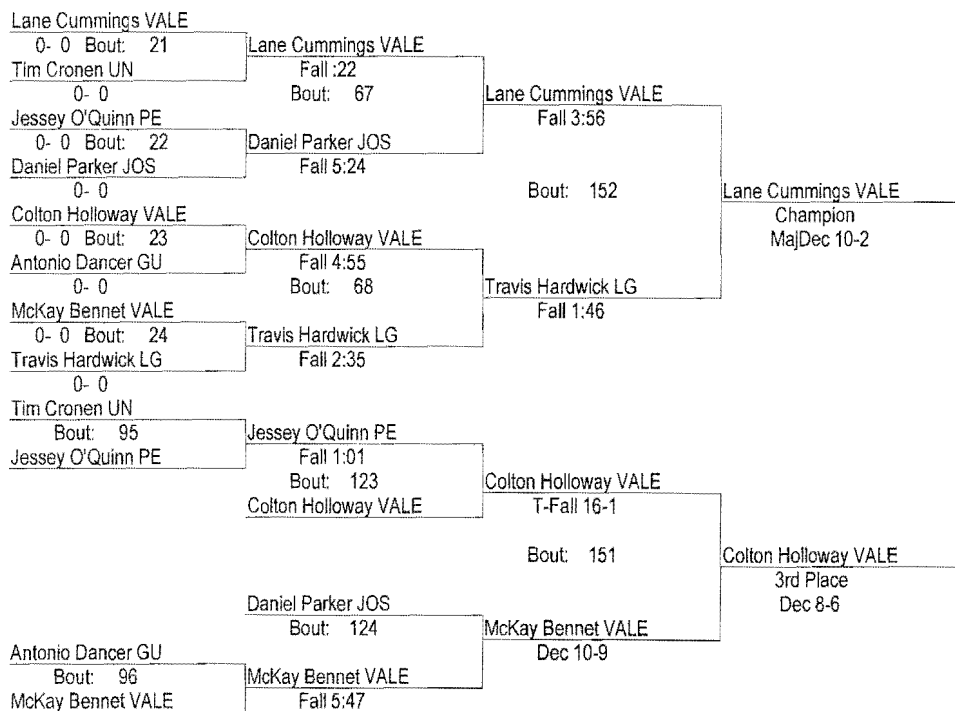 Lane Cummings VALE
0- 0 Bout: 21
Tim Cronen UN
0- 0
Jessey O'Quinn PE
0- 0 Bout: 22
Daniel Parker JOS
0- 0
Colton Holloway VALE
0- 0 Bout: 23
Antonio Dancer GU
0- 0
McKay Bennet VALE
0- 0 Bout: 24
Travis Hardwick LG
0- 0
Lane Cummings VALE
Fall :22
Bout: 67
Daniel Parker JOS
Fall 5:24
Colton Holloway VALE
Fall 4:55
Bout: 68
Travis Hardwick LG
Fall 2:35
Lane Cummings VALE
Fall 3:56
Bout: 152
Travis Hardwick LG
Fall 1:46
Lane Cummings VALE
Champion
MajDec 10-2
Tim Cronen UN
Bout: 95
Jessey O'Quinn PE
Antonio Dancer GU
Bout: 96
McKay Bennet VALE
Jessey O'Quinn PE
Fall 1:01
Bout: 123
Colton Holloway VALE
Daniel Parker JOS
Bout: 124
McKay Bennet VALE
Fall 5:47
Colton Holloway VALE
T-Fall 16-1
Bout: 151
McKay Bennet VALE
Dec 10-9
Colton Holloway VALE
3rd Place
Dec 8-6